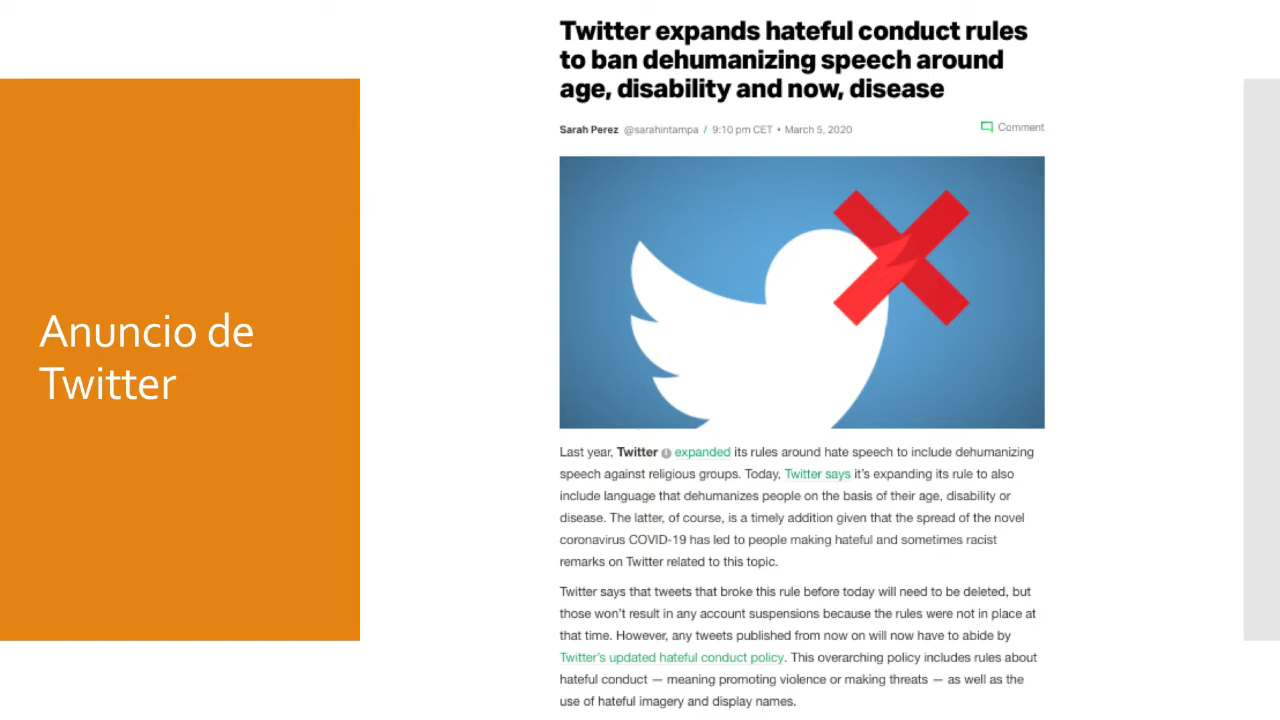 Anuncio de
Twitter
Twitter expands hateful conduct rules
to ban dehumanizing speech around
age, disability and now, disease
Sarah Perez @sarahintampa / 9:10 pm CET • March 5, 2020
Comment
Last year, Twitter expanded its rules around hate speech to include dehumanizing
speech against religious groups. Today, Twitter says it’s expanding its rule to also
include language that dehumanizes people on the basis of their age, disability or
disease. The latter, of course, is a timely addition given that the spread of the novel
coronavirus COVID-19 has led to people making hateful and sometimes racist
remarks on Twitter related to this topic.
Twitter says that tweets that broke this rule before today will need to be deleted, but
those won’t result in any account suspensions because the rules were not in place at
that time. However, any tweets published from now on will now have to abide by
Twitter’s updated hateful conduct policy. This overarching policy includes rules about
hateful conduct — meaning promoting violence or making threats — as well as the
use of hateful imagery and display names.